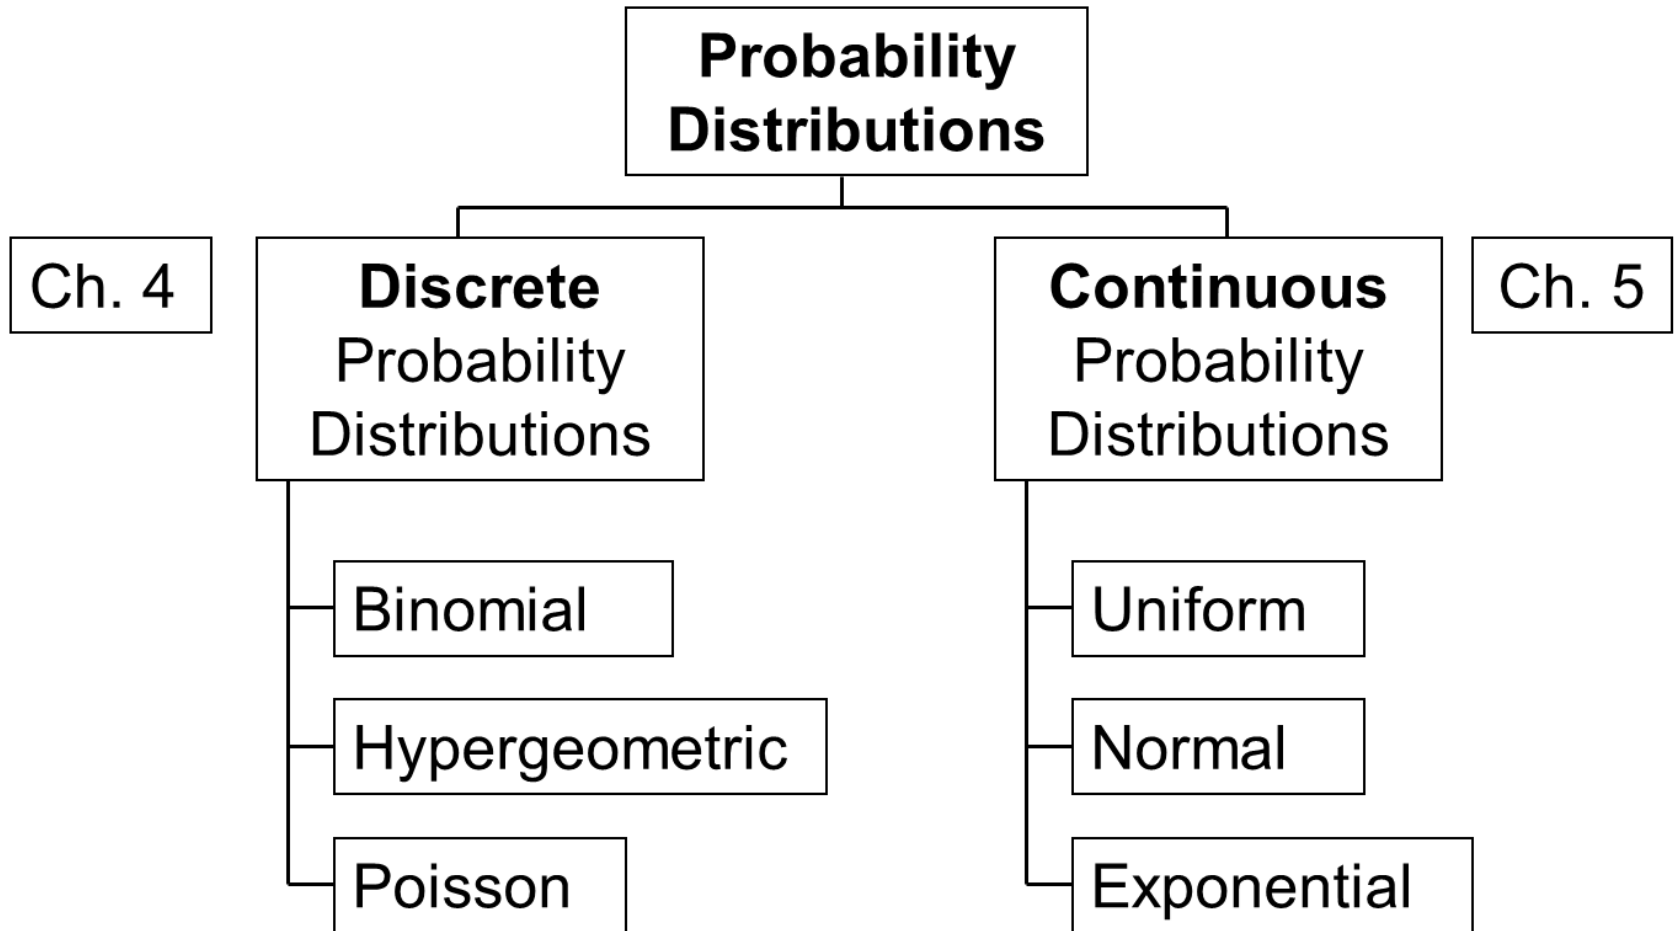 Probability
Distributions
Ch. 4
Discrete
Probability
Distributions
Continuous
Probability
Distributions
Ch. 5
Binomial
Hypergeometric
Poisson
Uniform
Normal
Exponential